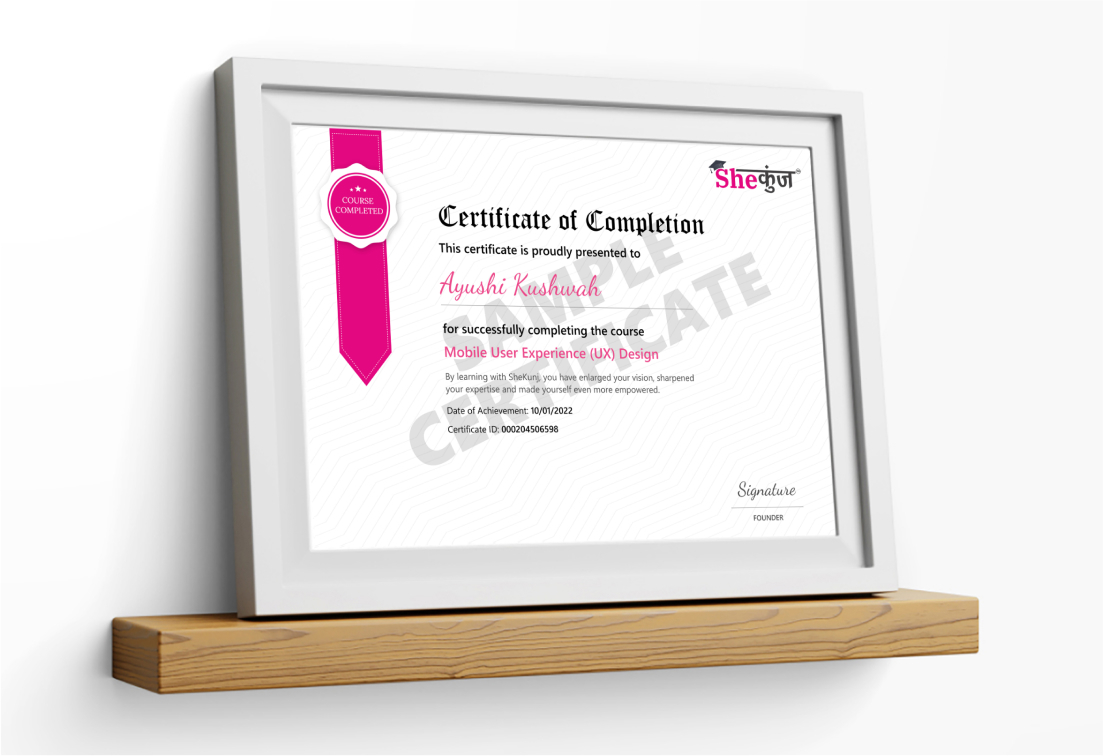 COURSE
COMPLETED
Sheकुंज
Certificate of Completion
This certificate is proudly presented to
Ayushi Kushwah
SAMPLE
CERTIFICATE
for successfully completing the course
Mobile User Experience (UX) Design
By learning with SheKunj, you have enlarged your vision, sharpened
your expertise and made yourself even more empowered.
Date of Achievement: 10/01/2022
Certificate ID: 000204506598
Signature
FOUNDER